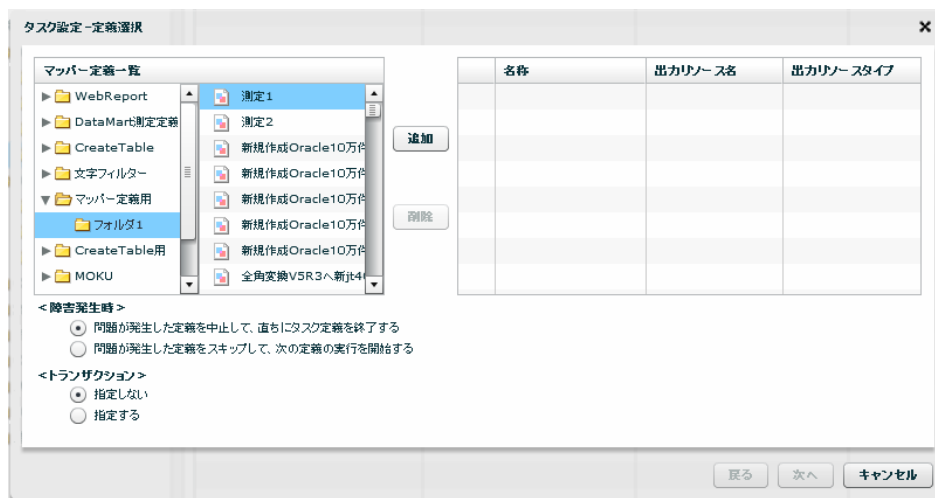 タスク設定 -定義選択
マッパー定義一覧
WebReport
DataMart測定定義
CreateTable
文字フィルター
マッパー定義用
フォルダ1
CreateTable用
MOKU
測定1
測定2
新規作成Oracle10万件
新規作成Oracle10万件
新規作成Oracle10万件
新規作成Oracle10万件
新規作成Oracle10万件
全角変換V5R3へ新jt4
追加
削除
名称 出力リソース名 出力リソースタイプ
<障害発生時>
問題が発生した定義を中止して、直ちにタスク定義を終了する
問題が発生した定義をスキップして、次の定義の実行を開始する
<トランザクション>
指定しない
指定する
戻る 次へ キャンセル